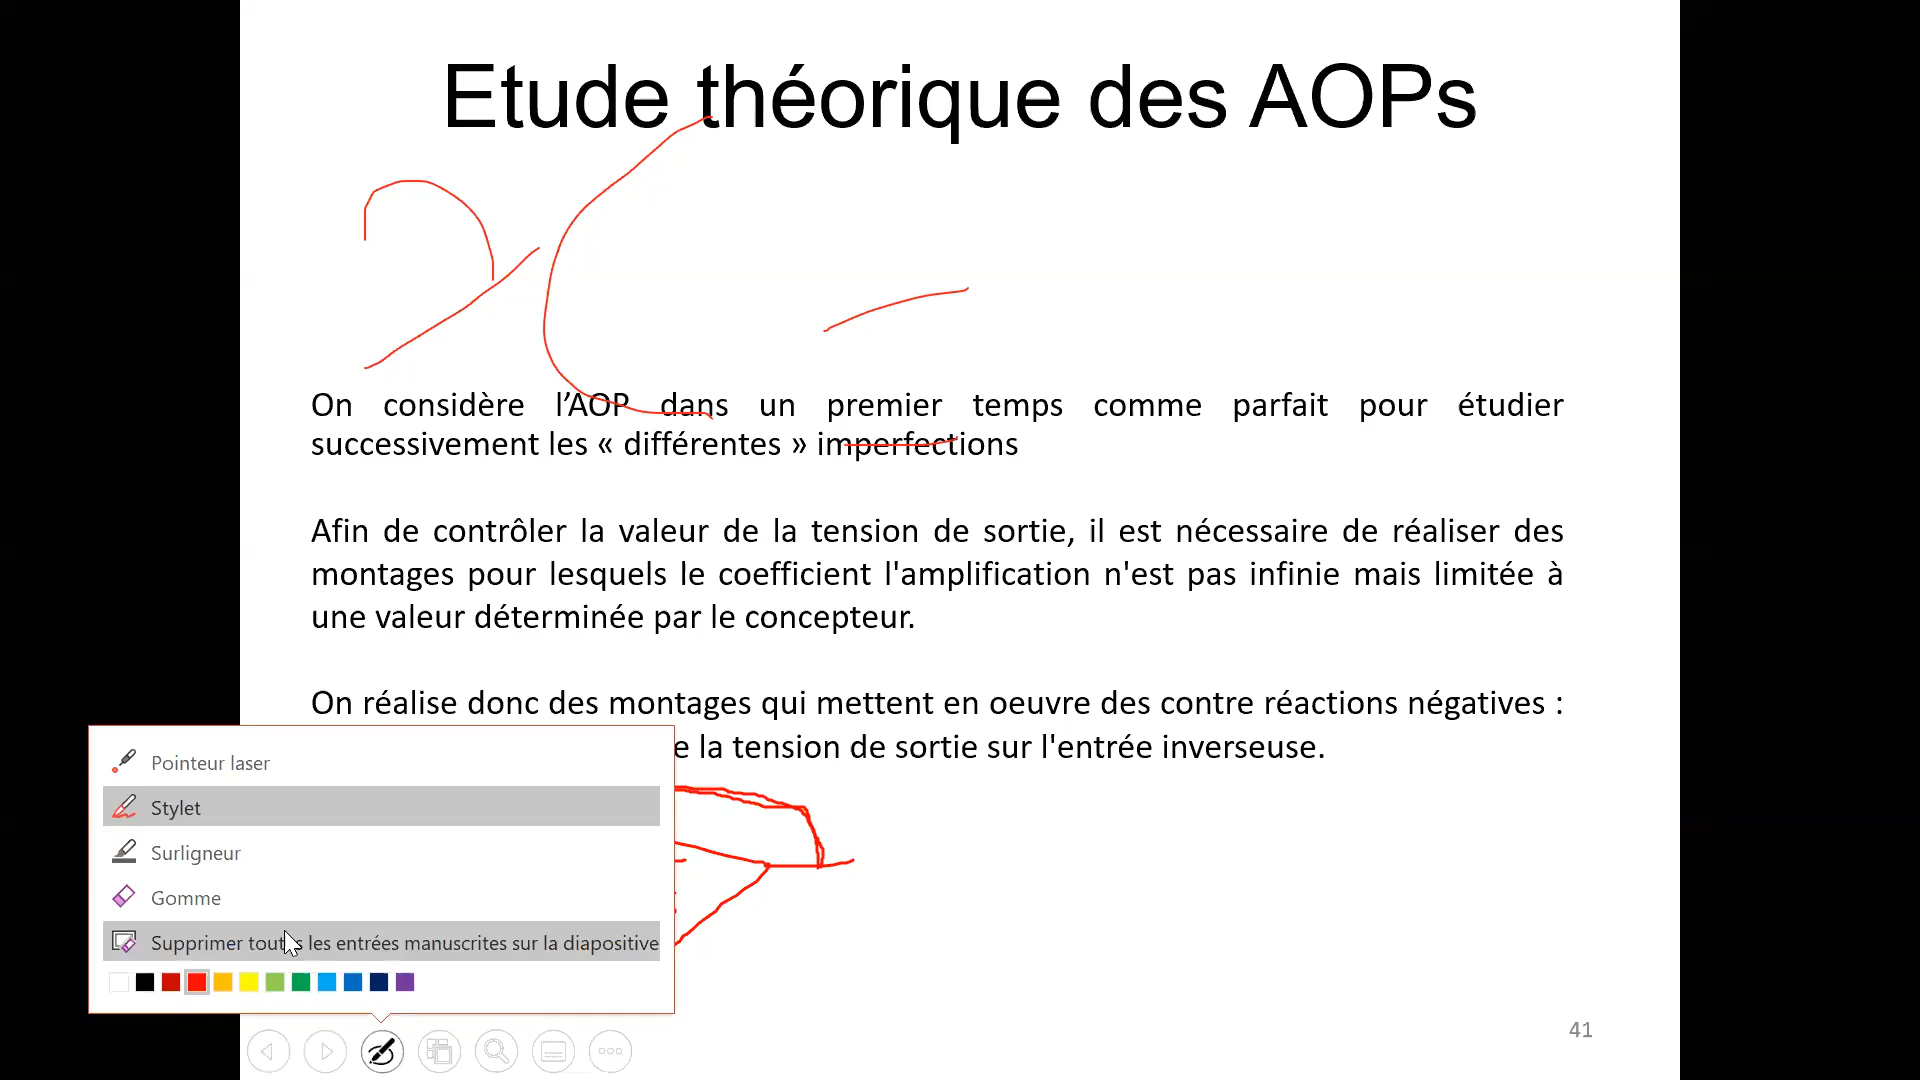 Etude théorique des AOPs
On considère l'AOP dans un premier temps comme parfait pour étudier
successivement les « différentes » imperfections
Afin de contrôler la valeur de la tension de sortie, il est nécessaire de réaliser des
montages pour lesquels le coefficient l'amplification n'est pas infinie mais limitée à
une valeur déterminée par le concepteur.
On réalise donc des montages qui mettent en oeuvre des contre réactions négatives :
la tension de sortie sur l'entrée inverseuse.
Pointeur laser
Stylet
Surligneur
Gomme
Supprimer toutes les entrées manuscrites sur la diapositive
41